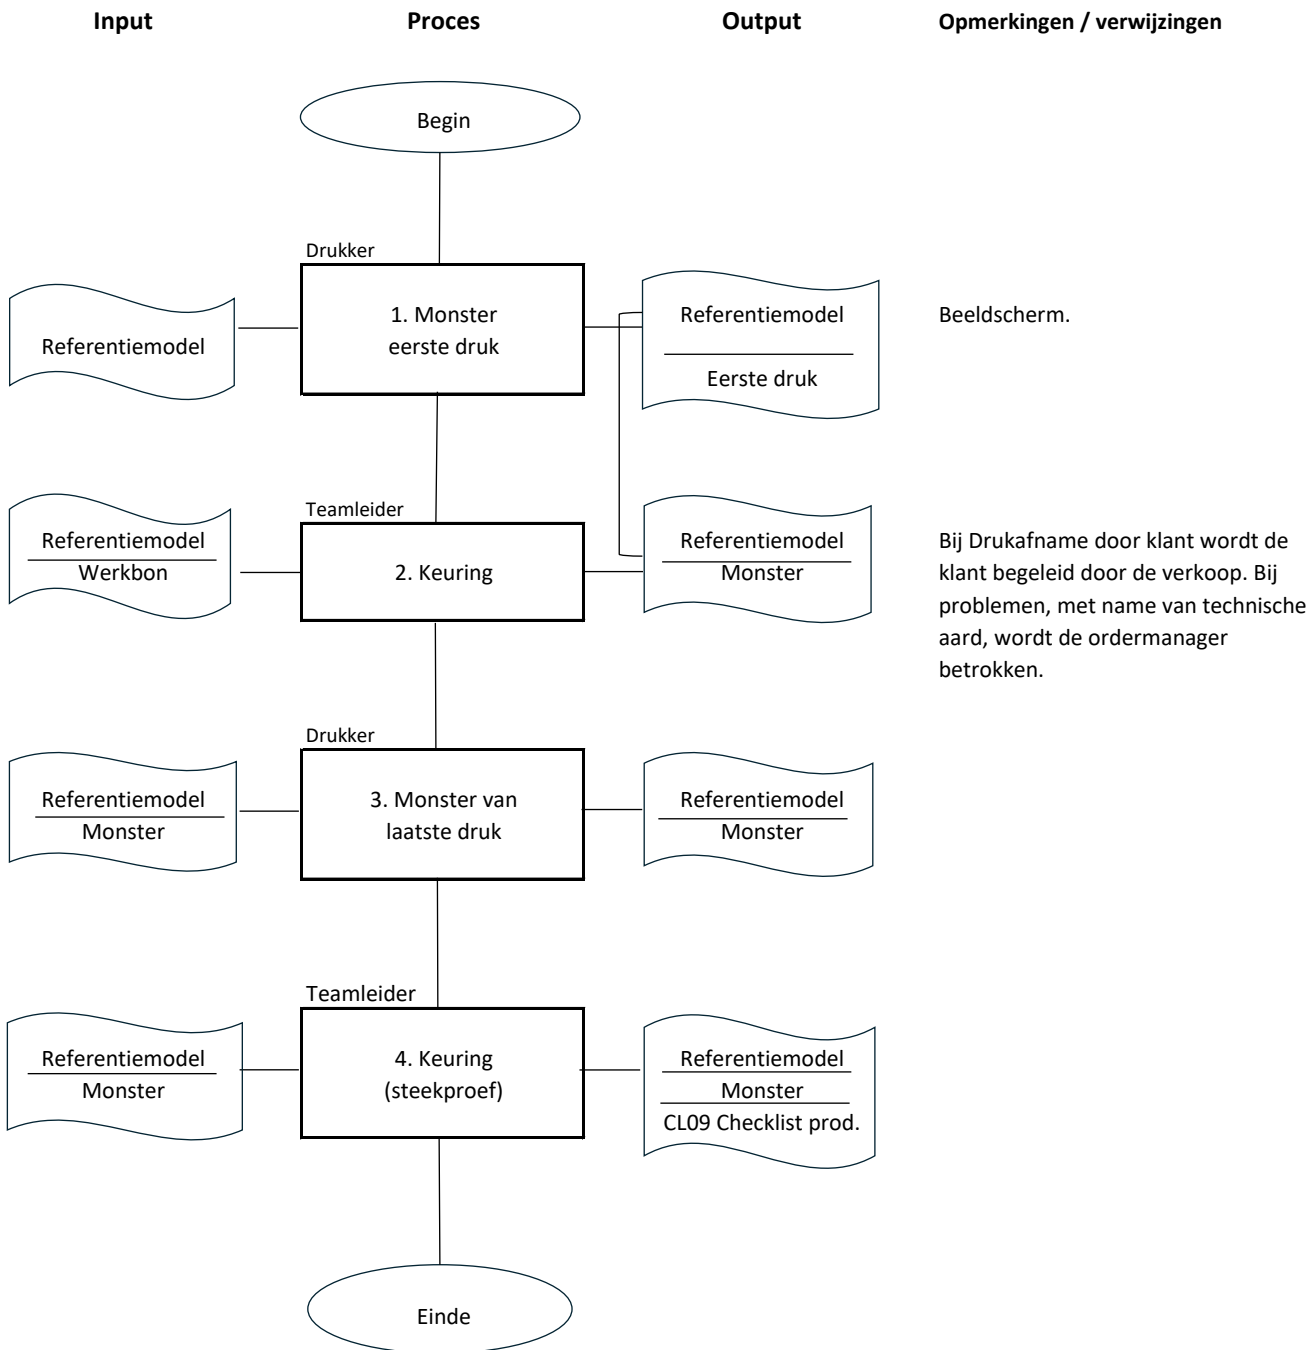 Input Proces Output Opmerkingen / verwijzingen
Begin
Drukker
Referentiemodel
1. Monster
eerste druk
Referentiemodel
Eerste druk
Beeldscherm.
Teamleider
Referentiemodel
Werkbon
2. Keuring
Referentiemodel
Monster
Bij Drukafname door klant wordt de
klant begeleid door de verkoop. Bij
problemen, met name van technische
aard, wordt de ordermanager
betrokken.
Drukker
Referentiemodel
Monster
3. Monster van
laatste druk
Referentiemodel
Monster
Teamleider
Referentiemodel
Monster
4. Keuring
(steekproef)
Referentiemodel
Monster
CL09 Checklist prod.
Einde